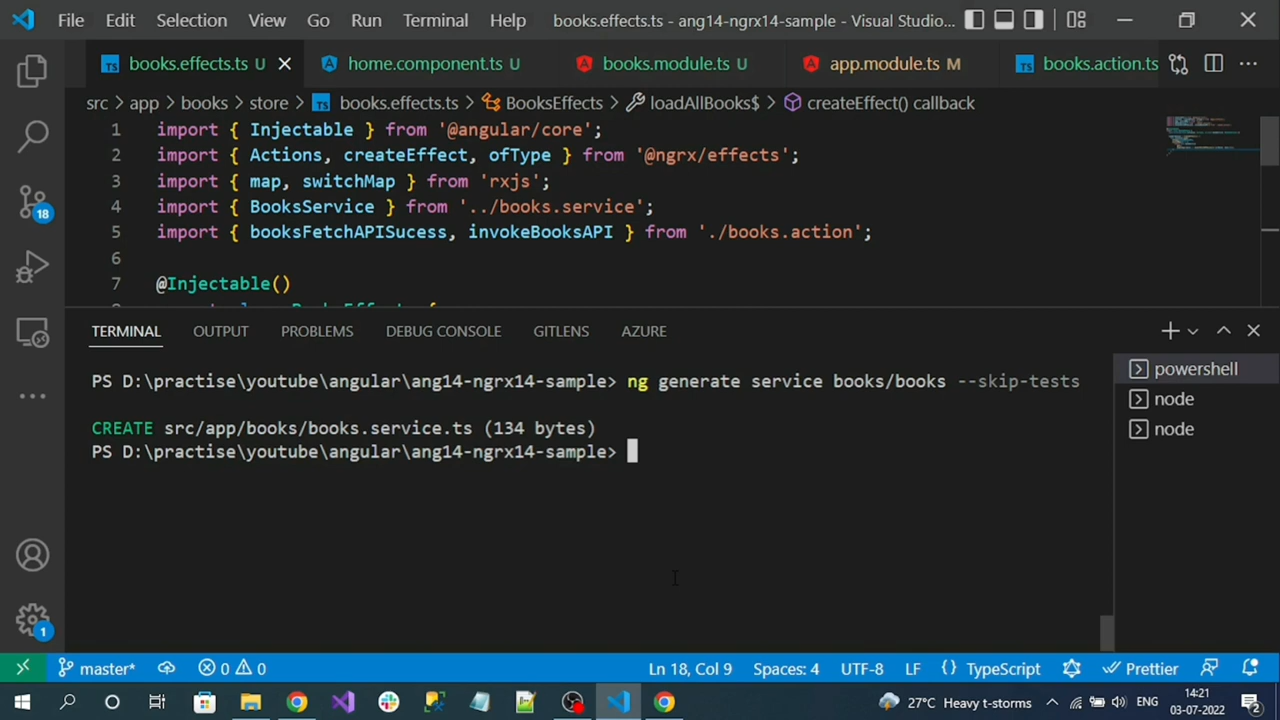 File Edit Selection View Go Run Terminal Help books.effects.ts - ang14-ngrx14-sample - Visual Studio...
TS books.effects.ts U home.component.ts U books.module.ts U app.module.ts M TS books.action.ts
src > app > books > store > TS books.effects.ts > BooksEffects > loadAllBooks$ > createEffect() callback
1 import { Injectable } from '@angular/core';
2 import { Actions, createEffect, ofType } from '@ngrx/effects';
3 import { map, switchMap } from 'rxjs';
4 import { BooksService } from '../books.service';
5 import { booksFetchAPISucess, invokeBooksAPI } from './books.action';
6
7 @Injectable()
TERMINAL OUTPUT PROBLEMS DEBUG CONSOLE GITLENS AZURE
PS D:\practise\youtube\angular\ang14-ngrx14-sample> ng generate service books/books --skip-tests
CREATE src/app/books/books.service.ts (134 bytes)
PS D:\practise\youtube\angular\ang14-ngrx14-sample>
powershell
node
node
18
1
master* 0 0 Ln 18, Col 9 Spaces: 4 UTF-8 LF {} TypeScript Prettier
27°C Heavy t-storms ENG 14:21
03-07-2022 2